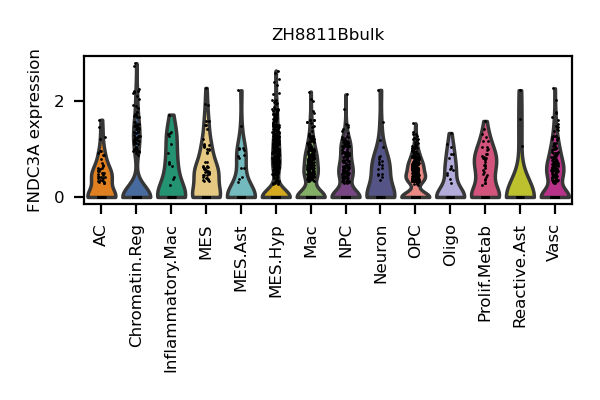 ZH8811Bbulk
FNDC3A expression
2
0
AC
Chromatin.Reg
Inflammatory.Mac
MES
MES.Ast
MES.Hyp
Mac
NPC
Neuron
OPC
Oligo
Prolif.Metab
Reactive.Ast
Vasc